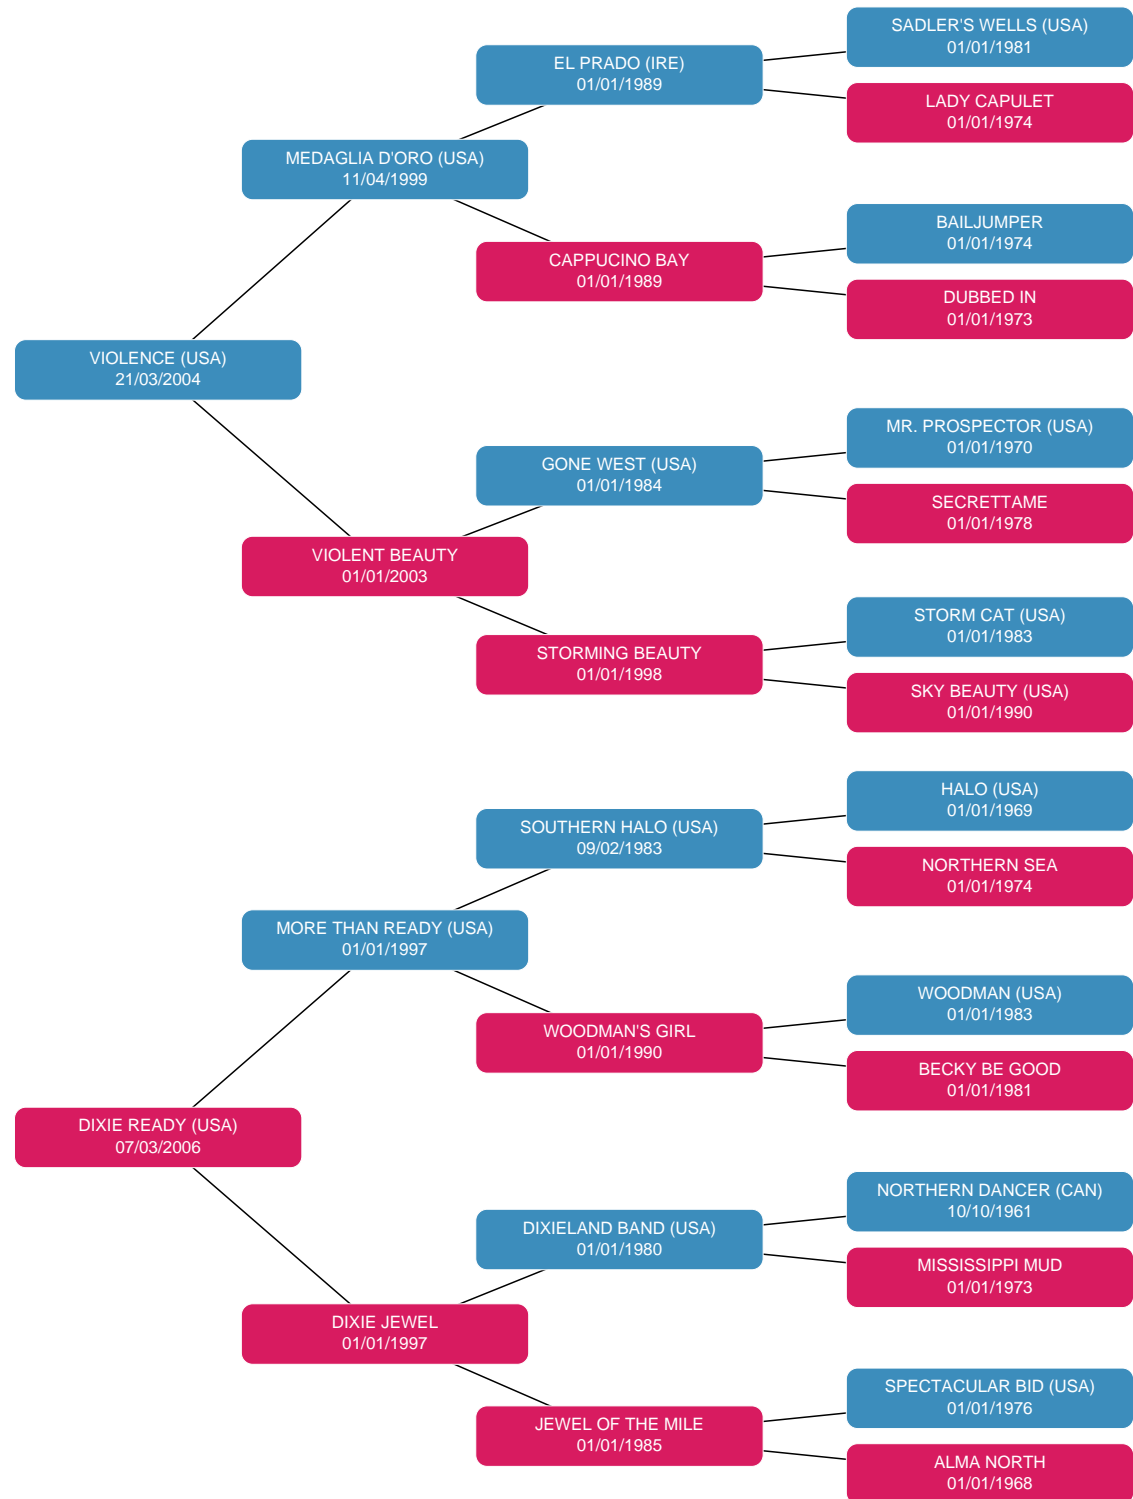 SADLER'S WELLS (USA)
01/01/1981
EL PRADO (IRE)
01/01/1989
LADY CAPULET
01/01/1974
MEDAGLIA D'ORO (USA)
11/04/1999
BAILJUMPER
01/01/1974
CAPPUCINO BAY
01/01/1989
DUBBED IN
01/01/1973
VIOLENCE (USA)
21/03/2004
MR. PROSPECTOR (USA)
01/01/1970
GONE WEST (USA)
01/01/1984
SECRETTAME
01/01/1978
VIOLENT BEAUTY
01/01/2003
STORM CAT (USA)
01/01/1983
STORMING BEAUTY
01/01/1998
SKY BEAUTY (USA)
01/01/1990
HALO (USA)
01/01/1969
SOUTHERN HALO (USA)
09/02/1983
NORTHERN SEA
01/01/1974
MORE THAN READY (USA)
01/01/1997
WOODMAN (USA)
01/01/1983
WOODMAN'S GIRL
01/01/1990
BECKY BE GOOD
01/01/1981
DIXIE READY (USA)
07/03/2006
NORTHERN DANCER (CAN)
10/10/1961
DIXIELAND BAND (USA)
01/01/1980
MISSISSIPPI MUD
01/01/1973
DIXIE JEWEL
01/01/1997
SPECTACULAR BID (USA)
01/01/1976
JEWEL OF THE MILE
01/01/1985
ALMA NORTH
01/01/1968